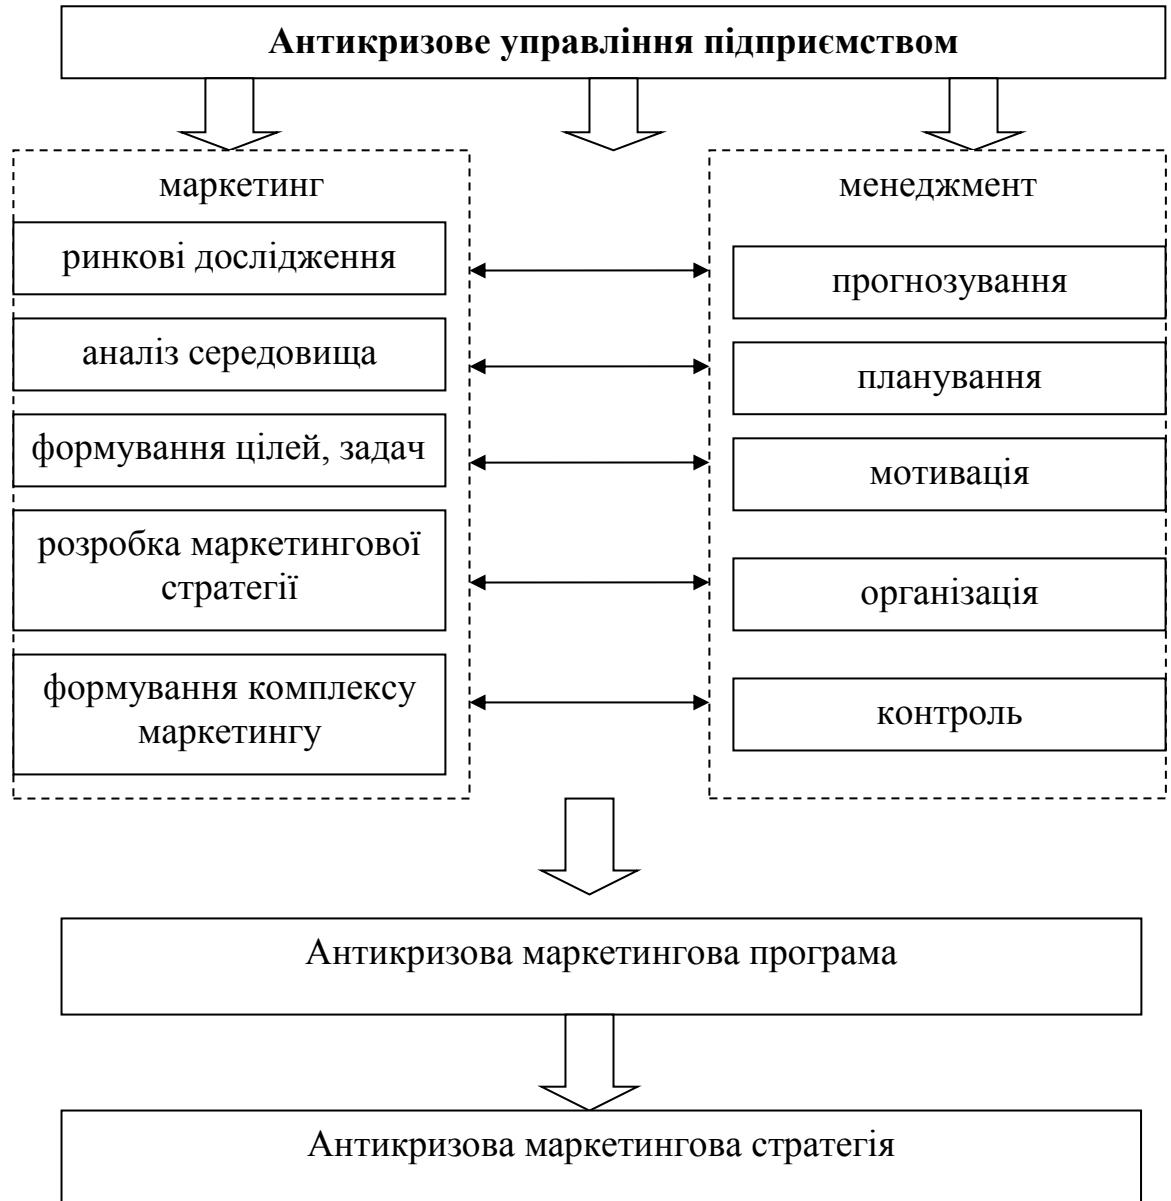 Антикризове управління підприємством
маркетинг
ринкові дослідження
аналіз середовища
формування цілей, задач
розробка маркетингової
стратегії
формування комплексу
маркетингу
менеджмент
прогнозування
планування
мотивація
організація
контроль
Антикризова маркетингова програма
Антикризова маркетингова стратегія